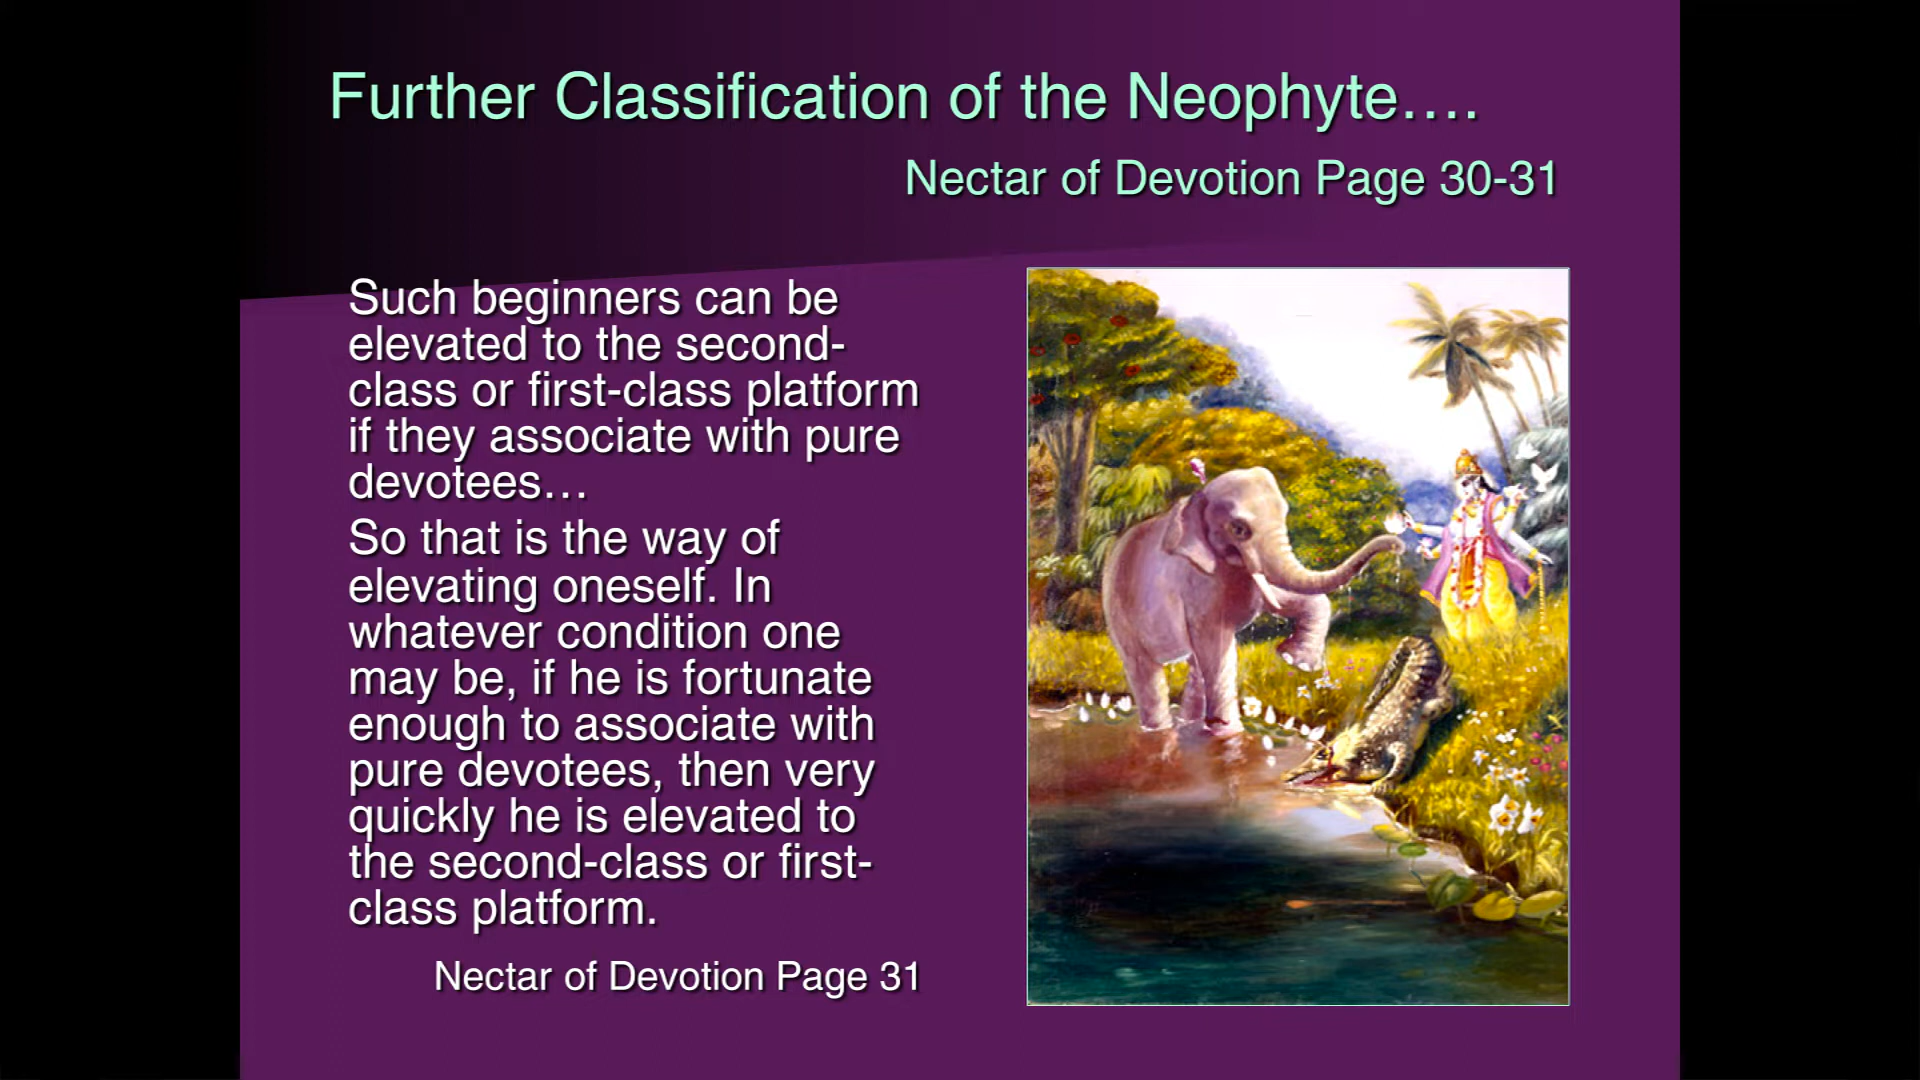 Further Classification of the Neophyte….
Nectar of Devotion Page 30-31
Such beginners can be
elevated to the second-
class or first-class platform
if they associate with pure
devotees…
So that is the way of
elevating oneself. In
whatever condition one
may be, if he is fortunate
enough to associate with
pure devotees, then very
quickly he is elevated to
the second-class or first-
class platform.
Nectar of Devotion Page 31